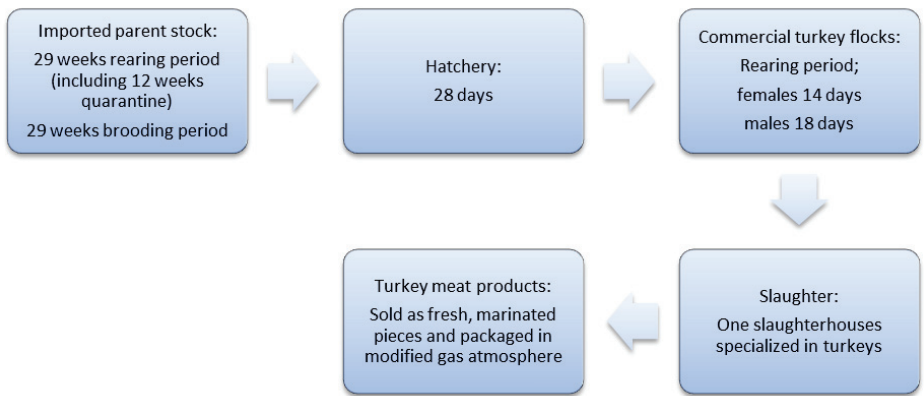 Imported parent stock:
29 weeks rearing period
(including 12 weeks
quarantine)
29 weeks brooding period
Hatchery:
28 days
Commercial turkey flocks:
Rearing period;
females 14 days
males 18 days
Slaughter:
One slaughterhouses
specialized in turkeys
Turkey meat products:
Sold as fresh, marinated
pieces and packaged in
modified gas atmosphere